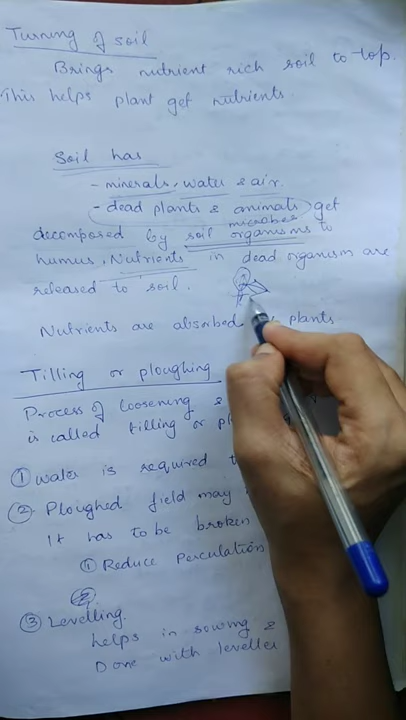 Turning of soil
Brings nutrient rich soil to top.
This helps plant get nutrients.
Soil has
- minerals, water & air.
- dead plants & animals get
microbes
decomposed by soil organisms to
humus, Nutrients in dead organism are
released to soil.
Nutrients are absorbed plants
Tilling or ploughing
Process of loosening &
is called tilling or
① Water is required
② Ploughed field may
It has to be broken
① Reduce Perculation
③ Levelling.
helps in sowing &
Done with leveller